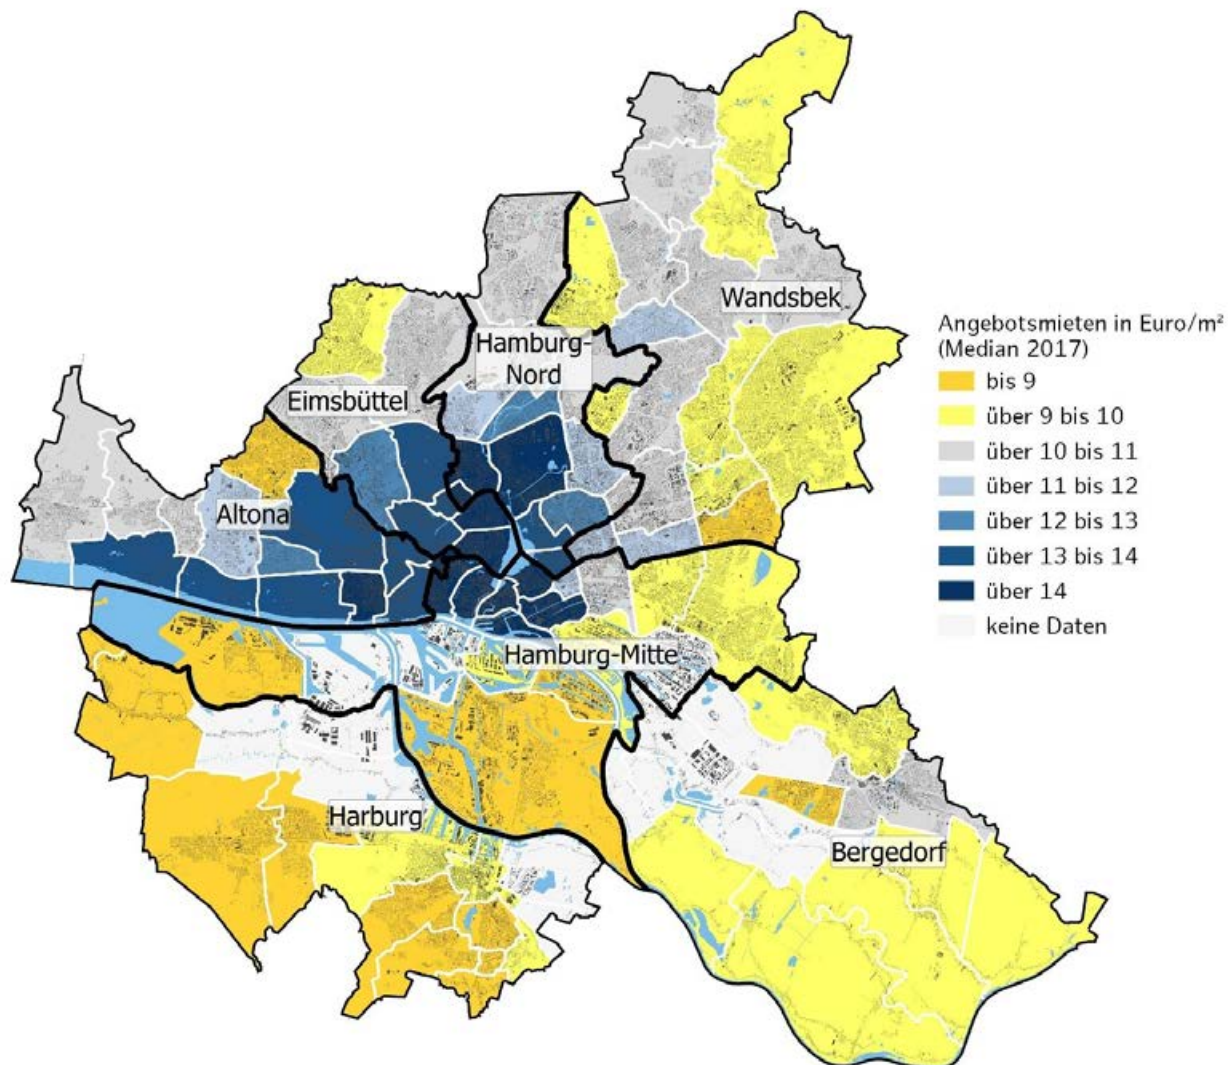 Wandsbek
Hamburg-
Nord
Eimsbüttel
Altona
Hamburg-Mitte
Harburg
Bergedorf
Angebotsmieten in Euro/m²
(Median 2017)
bis 9
über 9 bis 10
über 10 bis 11
über 11 bis 12
über 12 bis 13
über 13 bis 14
über 14
keine Daten